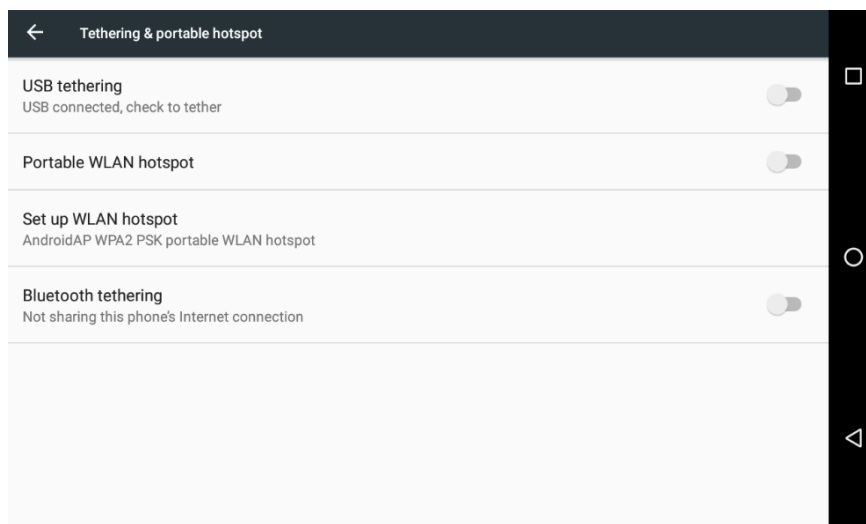 Tethering & portable hotspot
USB tethering
USB connected, check to tether
Portable WLAN hotspot
Set up WLAN hotspot
AndroidAP WPA2 PSK portable WLAN hotspot
Bluetooth tethering
Not sharing this phone's Internet connection